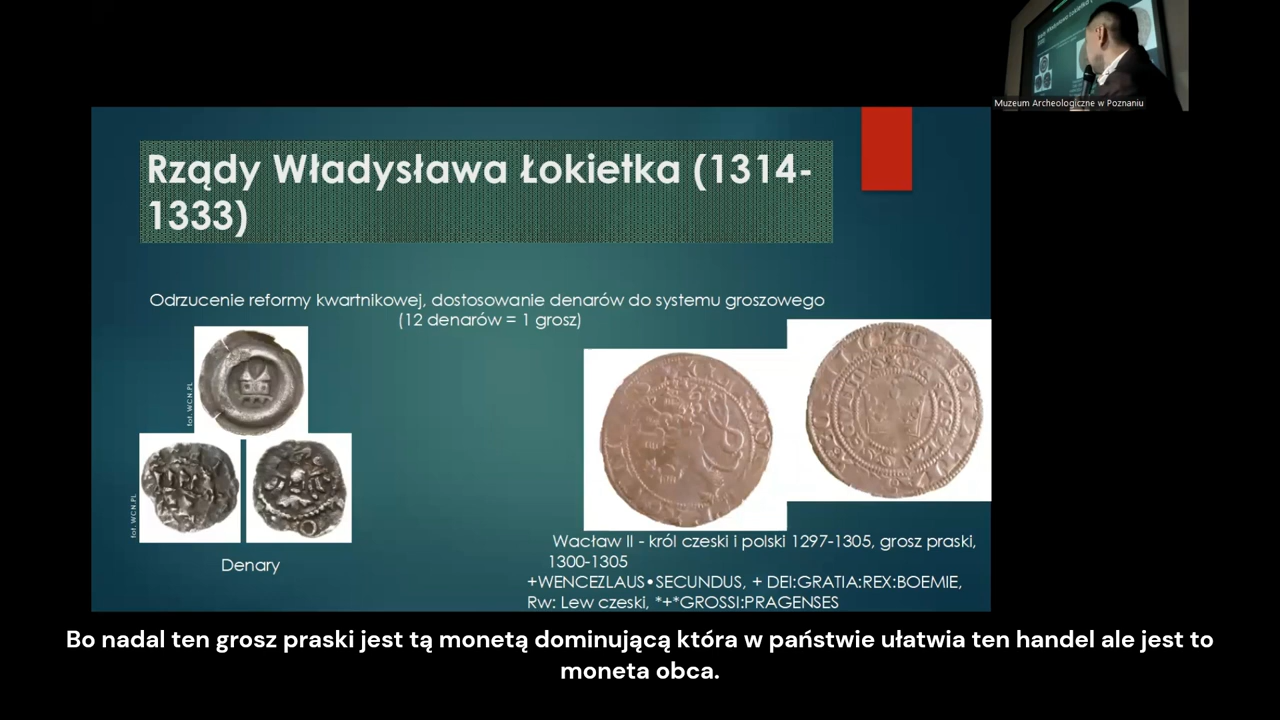 Muzeum Archeologiczne w Poznaniu
Rządy Władysława Łokietka (1314-
1333)
Odrzucenie reformy kwartnikowej, dostosowanie denarów do systemu groszowego
(12 denarów = 1 grosz)
fot. WCN.PL
fot. WCN.PL
Denary
Wacław II - król czeski i polski 1297-1305, grosz praski,
1300-1305
+WENCEZLAUS•SECUNDUS, + DEI:GRATIA:REX:BOEMIE,
Rw: Lew czeski, *+*GROSSI:PRAGENSES
Bo nadal ten grosz praski jest tą monetą dominującą która w państwie ułatwia ten handel ale jest to
moneta obca.